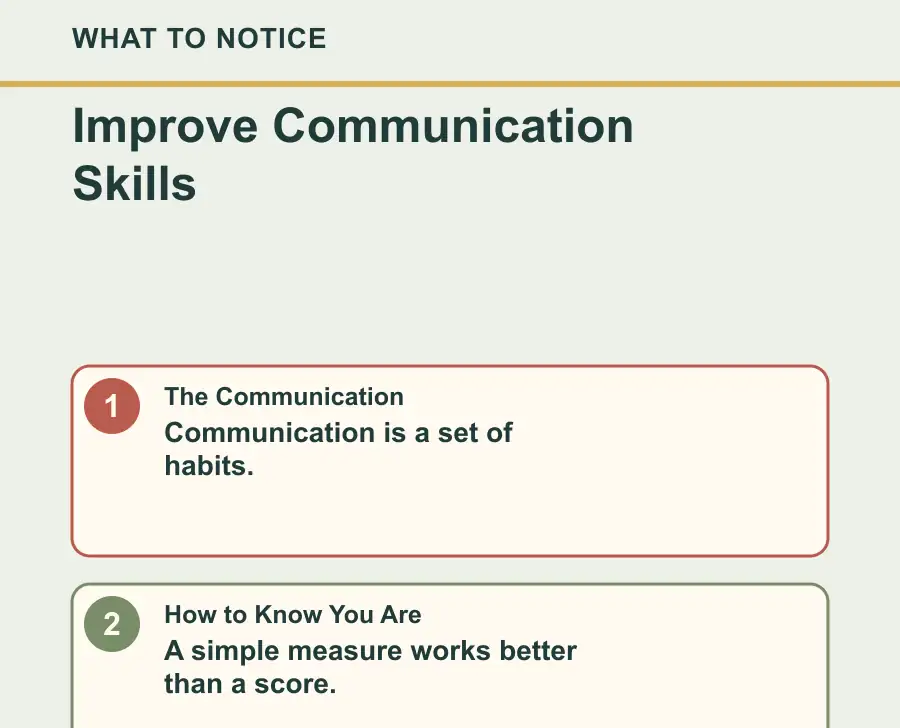 WHAT TO NOTICE
Improve Communication
Skills
1
The Communication
Communication is a set of
habits.
2
How to Know You Are
A simple measure works better
than a score.